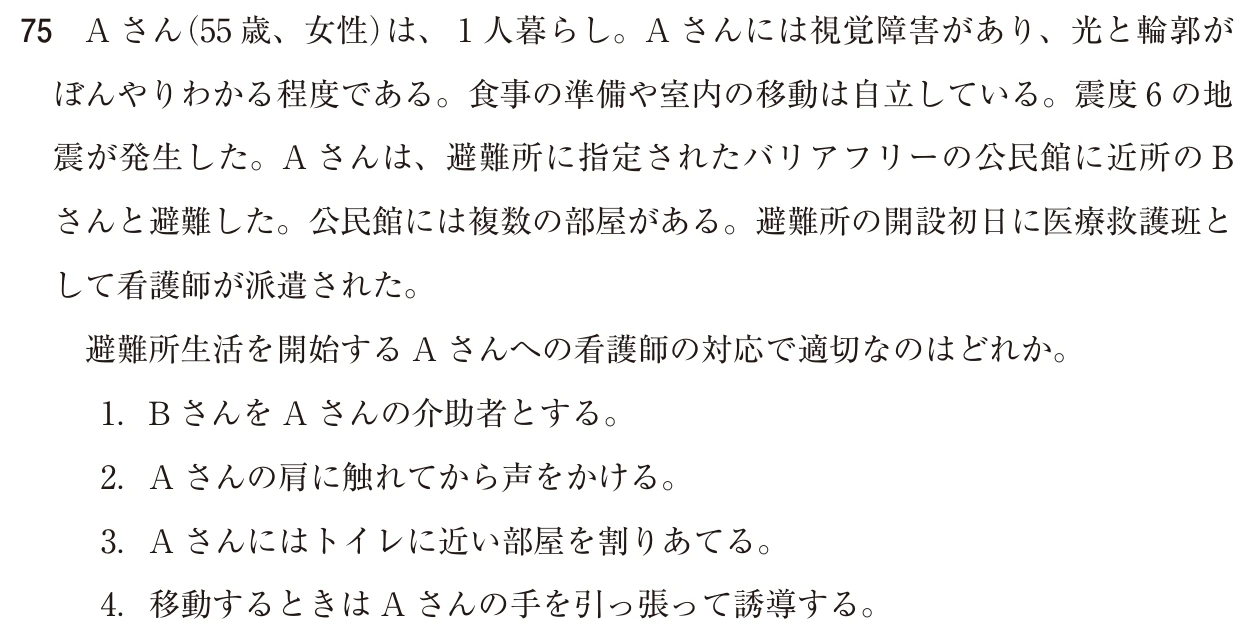 75 Aさん(55歳、女性)は、1人暮らし。Aさんには視覚障害があり、光と輪郭が
ぼんやりわかる程度である。食事の準備や室内の移動は自立している。震度6の地
震が発生した。Aさんは、避難所に指定されたバリアフリーの公民館に近所のB
さんと避難した。公民館には複数の部屋がある。避難所の開設初日に医療救護班と
して看護師が派遣された。
避難所生活を開始するAさんへの看護師の対応で適切なのはどれか。
1. BさんをAさんの介助者とする。
2. Aさんの肩に触れてから声をかける。
3. Aさんにはトイレに近い部屋を割りあてる。
4. 移動するときはAさんの手を引っ張って誘導する。